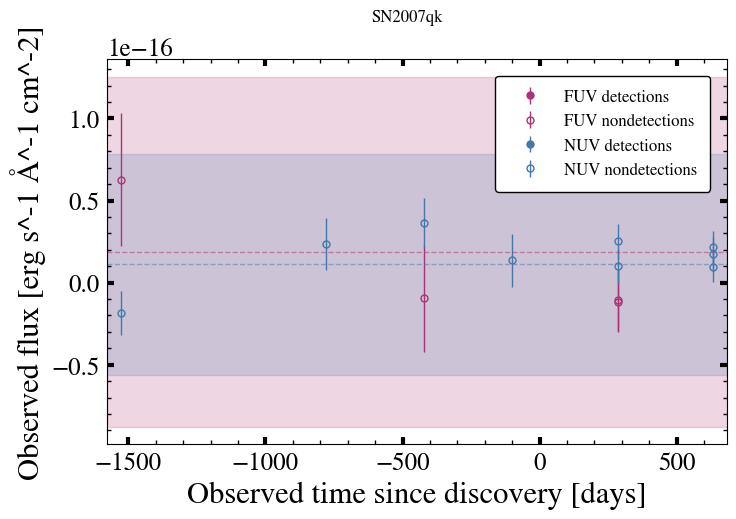 SN2007qk
1e−16
Observed flux [erg s^-1 Å^-1 cm^-2]
1.0
0.5
0.0
−0.5
FUV detections
FUV nondetections
NUV detections
NUV nondetections
−1500 −1000 −500 0 500
Observed time since discovery [days]